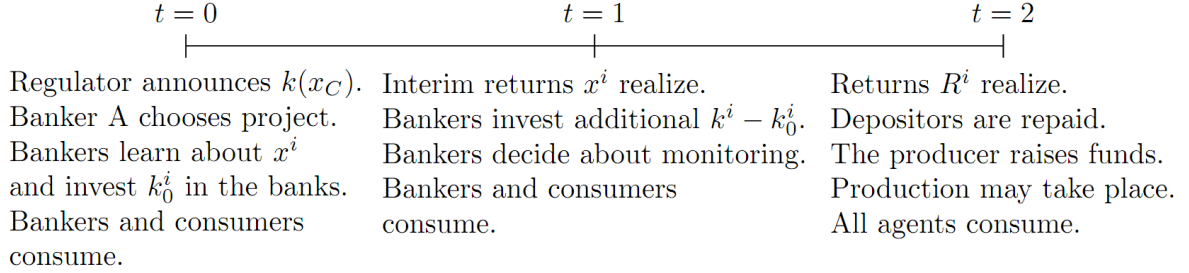 t = 0
t = 1
t = 2
Regulator announces k(x_C).
Banker A chooses project.
Bankers learn about x^i
and invest k_0^i in the banks.
Bankers and consumers
consume.
Interim returns x^i realize.
Bankers invest additional k^i − k_0^i.
Bankers decide about monitoring.
Bankers and consumers
consume.
Returns R^i realize.
Depositors are repaid.
The producer raises funds.
Production may take place.
All agents consume.